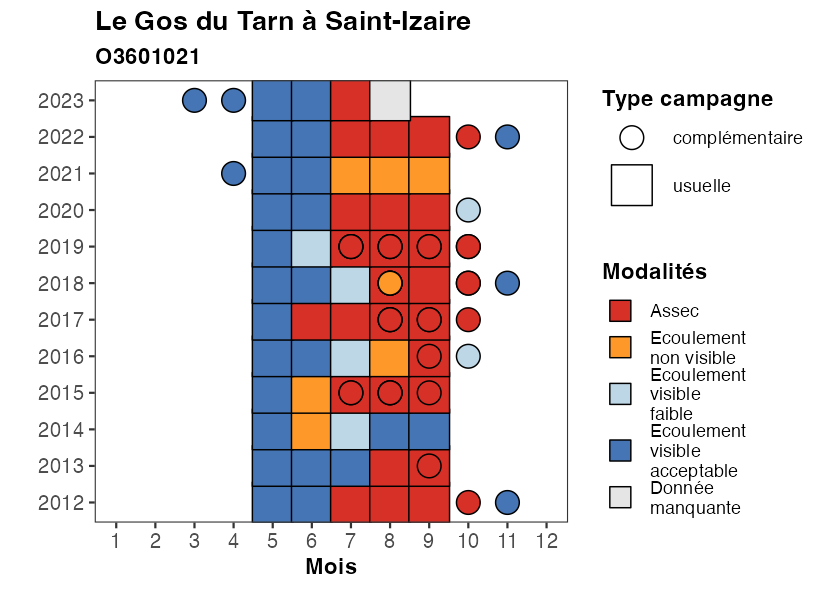 Le Gos du Tarn à Saint-Izaire
O3601021
2023
2022
2021
2020
2019
2018
2017
2016
2015
2014
2013
2012
1 2 3 4 5 6 7 8 9 10 11 12
Mois
Type campagne
complémentaire
usuelle
Modalités
Assec
Ecoulement
non visible
Ecoulement
visible
faible
Ecoulement
visible
acceptable
Donnée
manquante